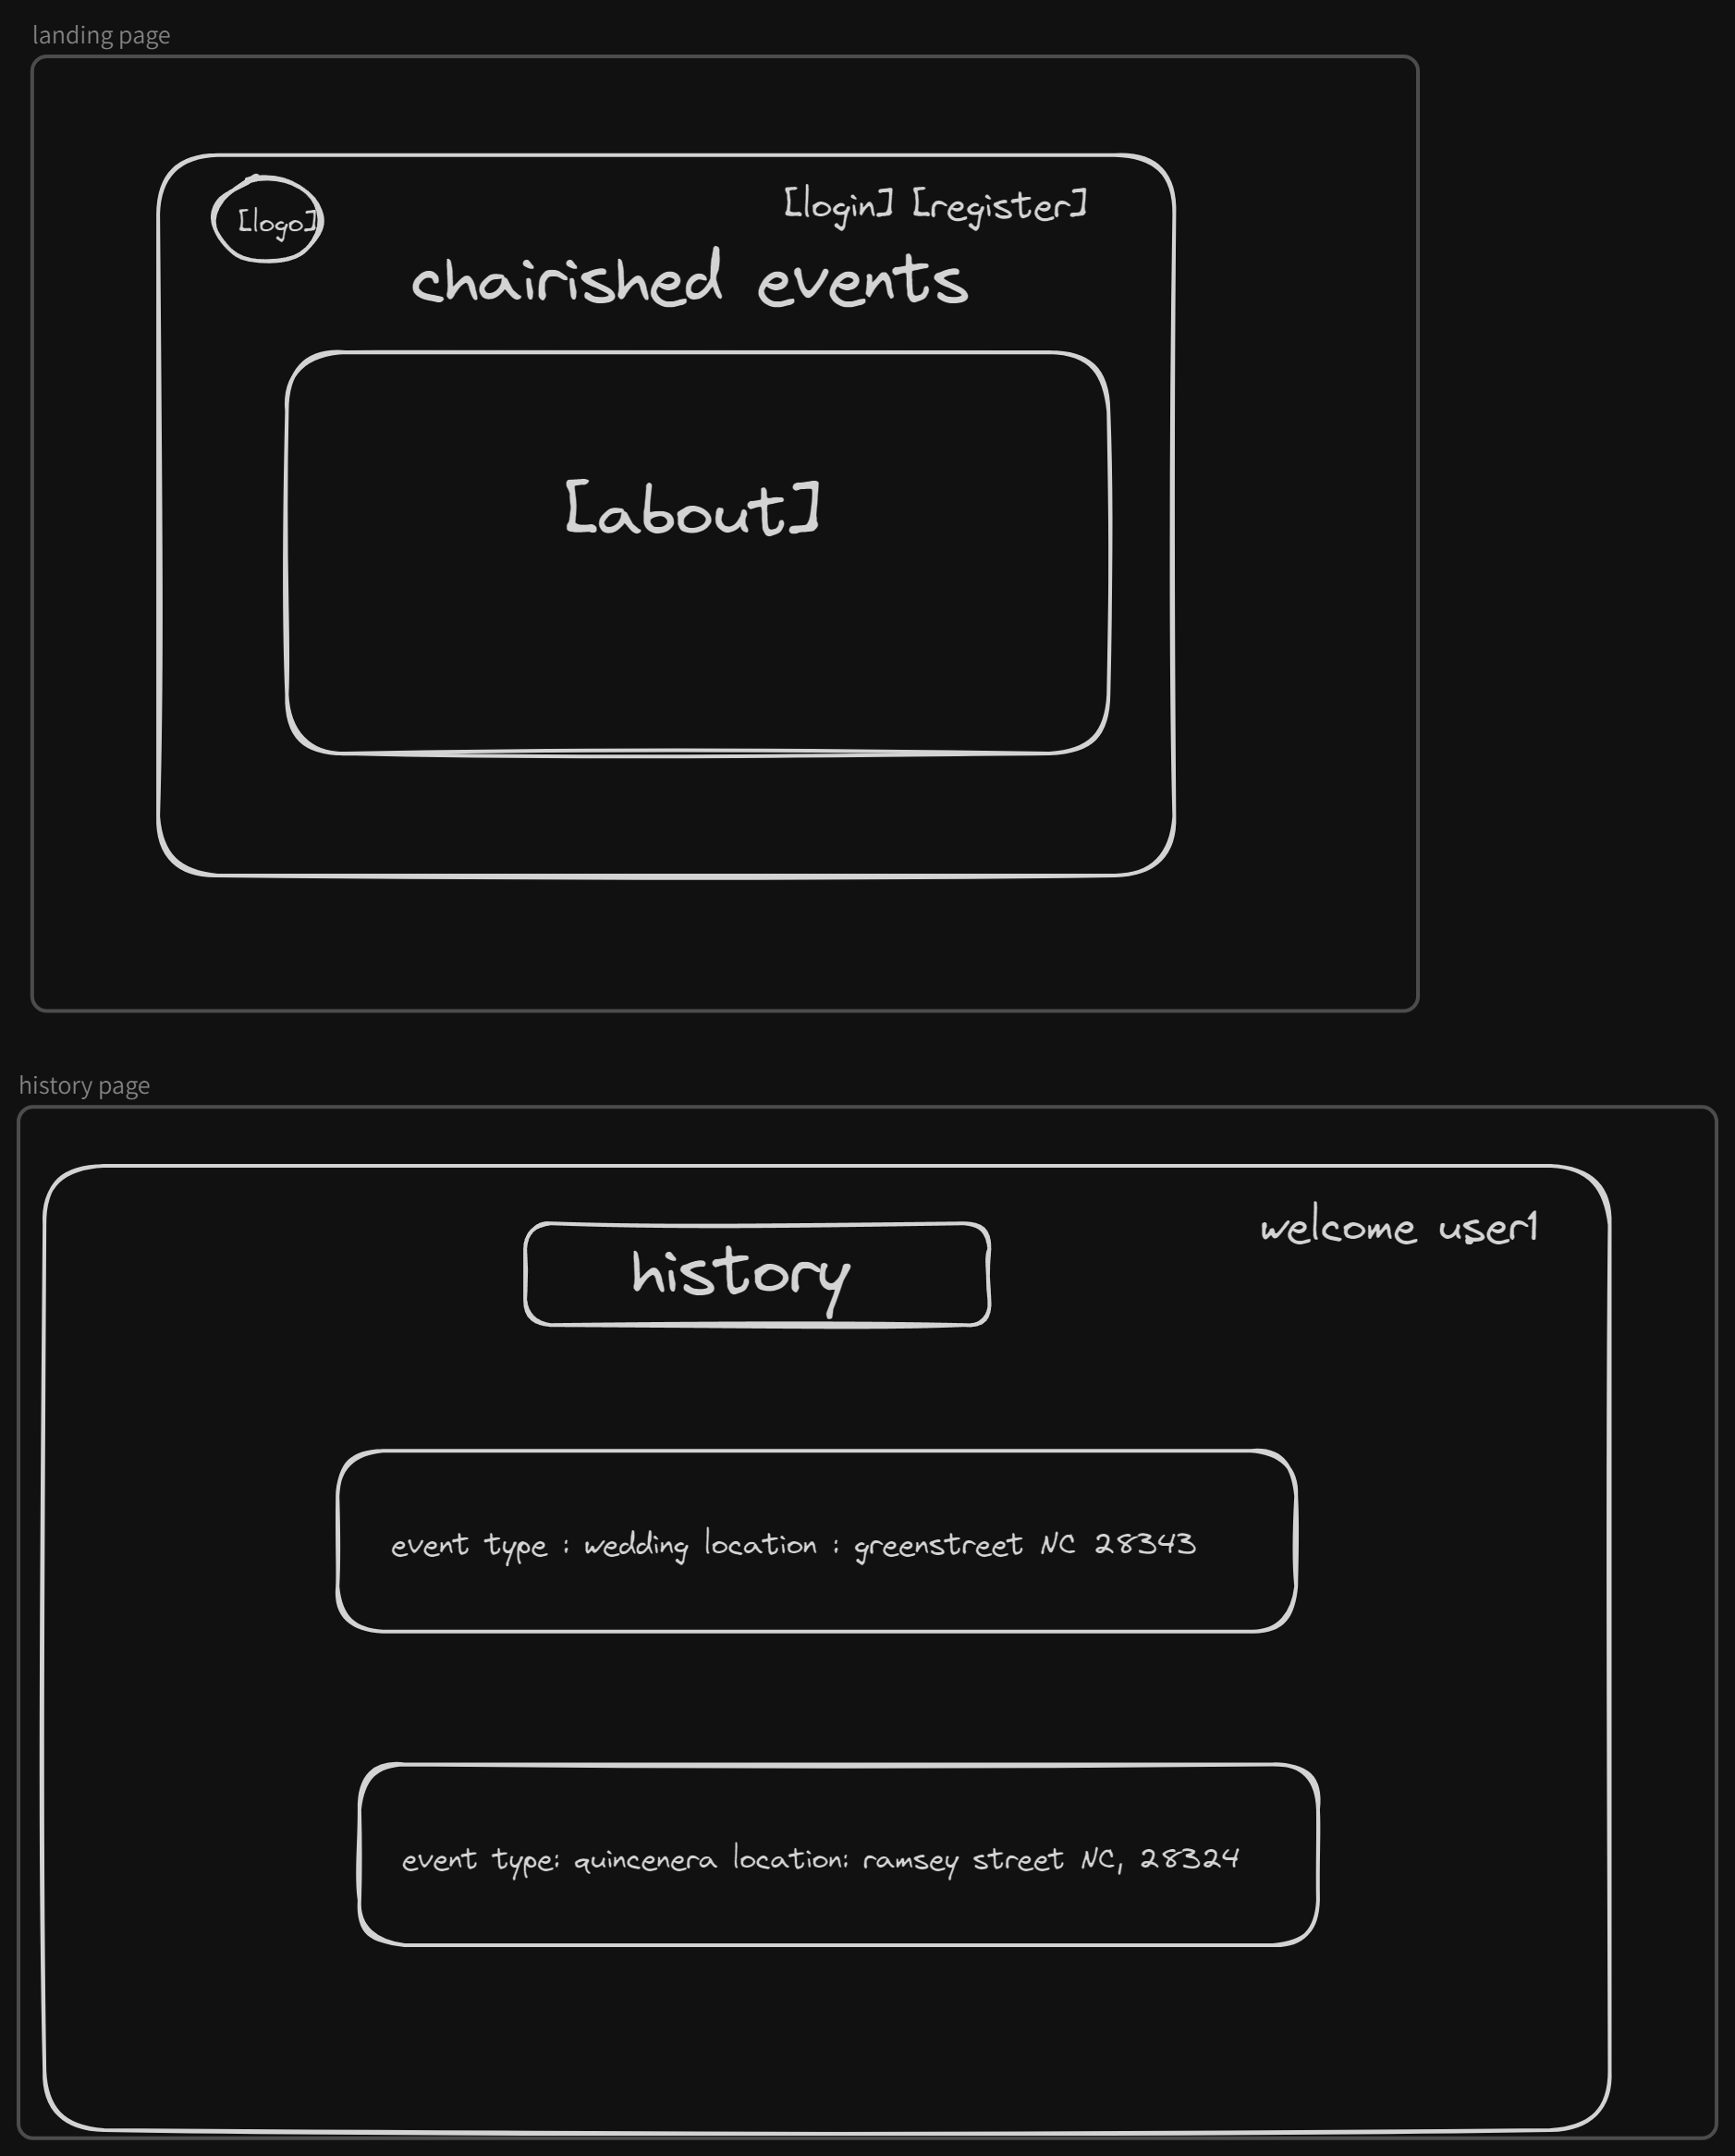 landing page
[logo]
[login] [register]
chairished events
[about]
history page
welcome user1
history
event type : wedding location : greenstreet NC 28343
event type: quincenera location: ramsey street NC, 28324